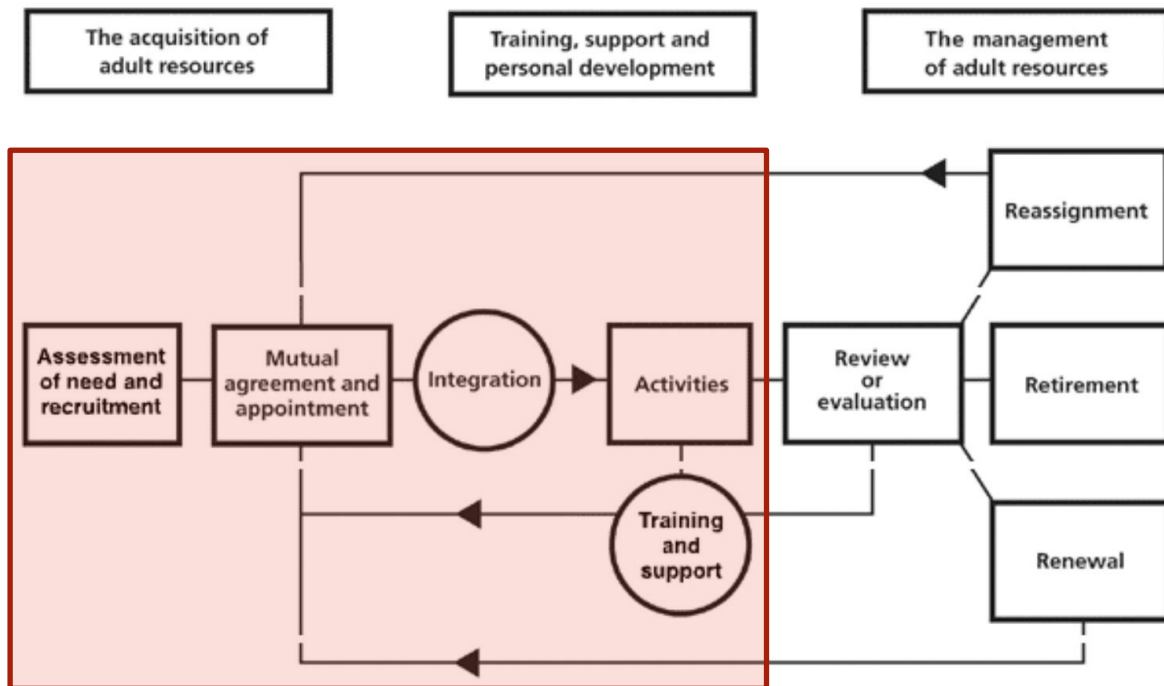 The acquisition of
adult resources
Training, support and
personal development
The management
of adult resources
Reassignment
Assessment
of need and
recruitment
Mutual
agreement and
appointment
Integration
Activities
Review
or
evaluation
Retirement
Training
and
support
Renewal